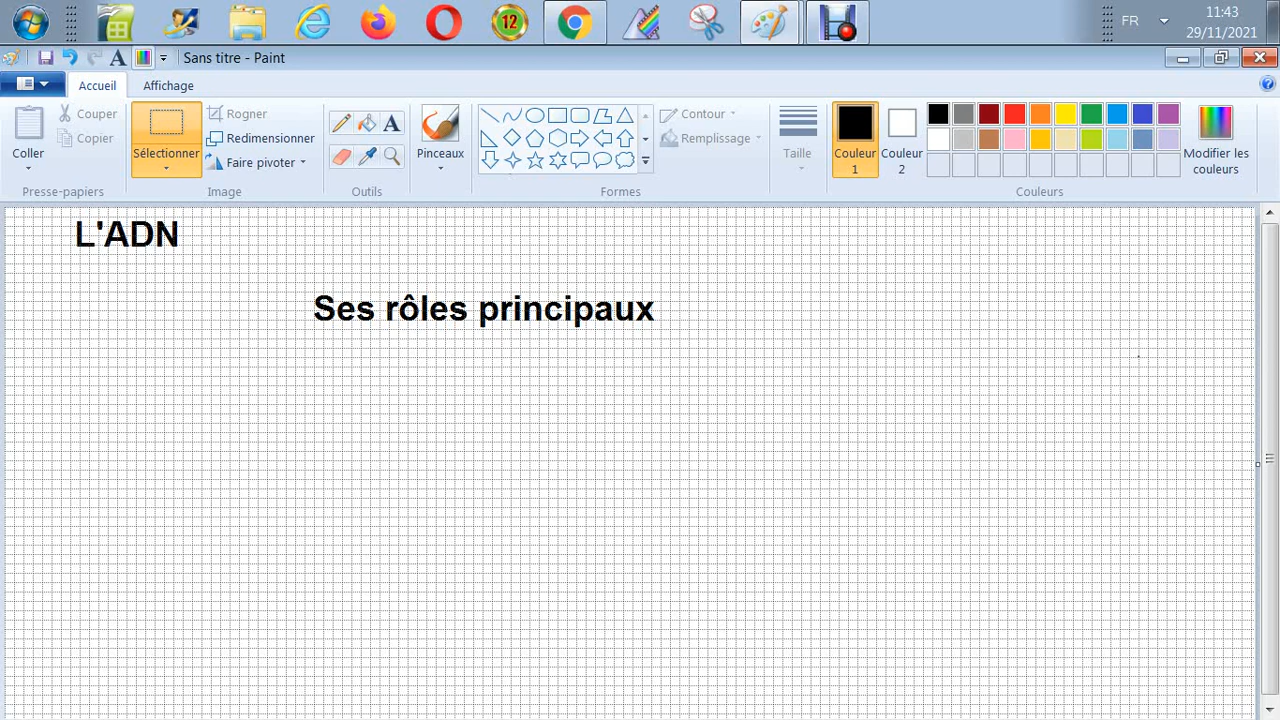 12
FR
11:43
29/11/2021
Sans titre - Paint
Accueil
Affichage
Coller
Couper
Copier
Presse-papiers
Sélectionner
Rogner
Redimensionner
Faire pivoter
Image
A
Outils
Pinceaux
Formes
Contour
Remplissage
Taille
Couleur 1
Couleur 2
Modifier les couleurs
Couleurs
L'ADN
Ses rôles principaux